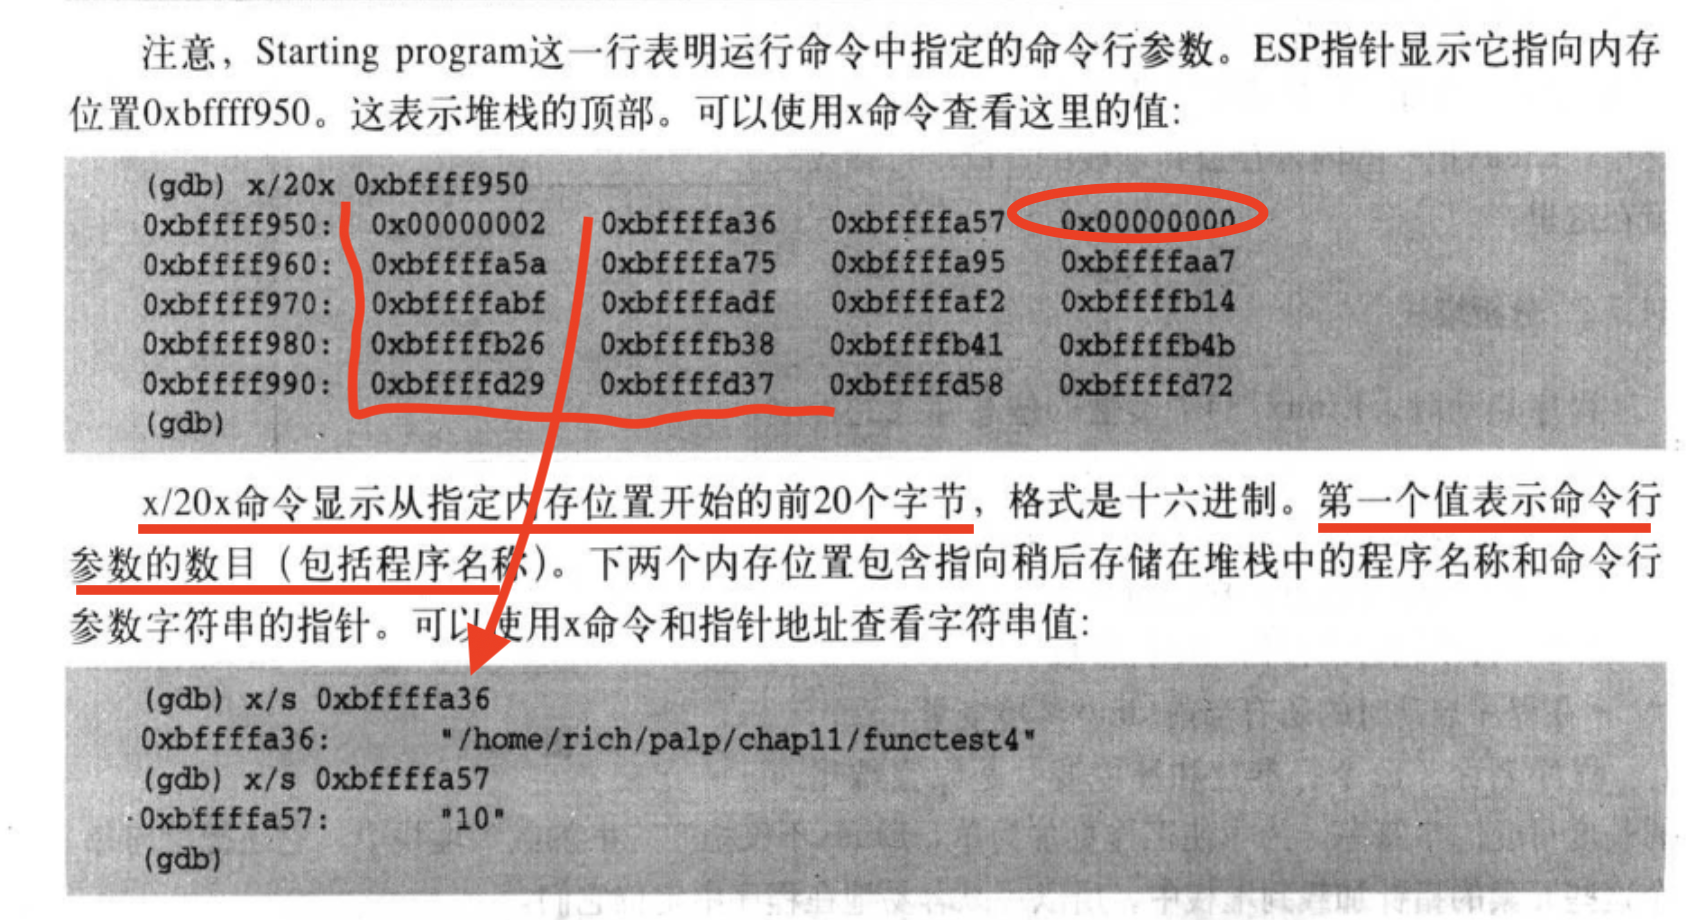 注意，Starting program这一行表明运行命令中指定的命令行参数。ESP指针显示它指向内存
位置0xbffff950。这表示堆栈的顶部。可以使用x命令查看这里的值：
(gdb) x/20x 0xbffff950
0xbffff950: 0x00000002 0xbffffa36 0xbffffa57 0x00000000
0xbffff960: 0xbffffa5a 0xbffffa75 0xbffffa95 0xbffffaa7
0xbffff970: 0xbffffabf 0xbffffadf 0xbffffaf2 0xbffffb14
0xbffff980: 0xbffffb26 0xbffffb38 0xbffffb41 0xbffffb4b
0xbffff990: 0xbffffd29 0xbffffd37 0xbffffd58 0xbffffd72
(gdb)
x/20x命令显示从指定内存位置开始的前20个字节，格式是十六进制。第一个值表示命令行
参数的数目（包括程序名称）。下两个内存位置包含指向稍后存储在堆栈中的程序名称和命令行
参数字符串的指针。可以使用x命令和指针地址查看字符串值：
(gdb) x/s 0xbffffa36
0xbffffa36: "/home/rich/palp/chap11/functest4"
(gdb) x/s 0xbffffa57
0xbffffa57: "10"
(gdb)